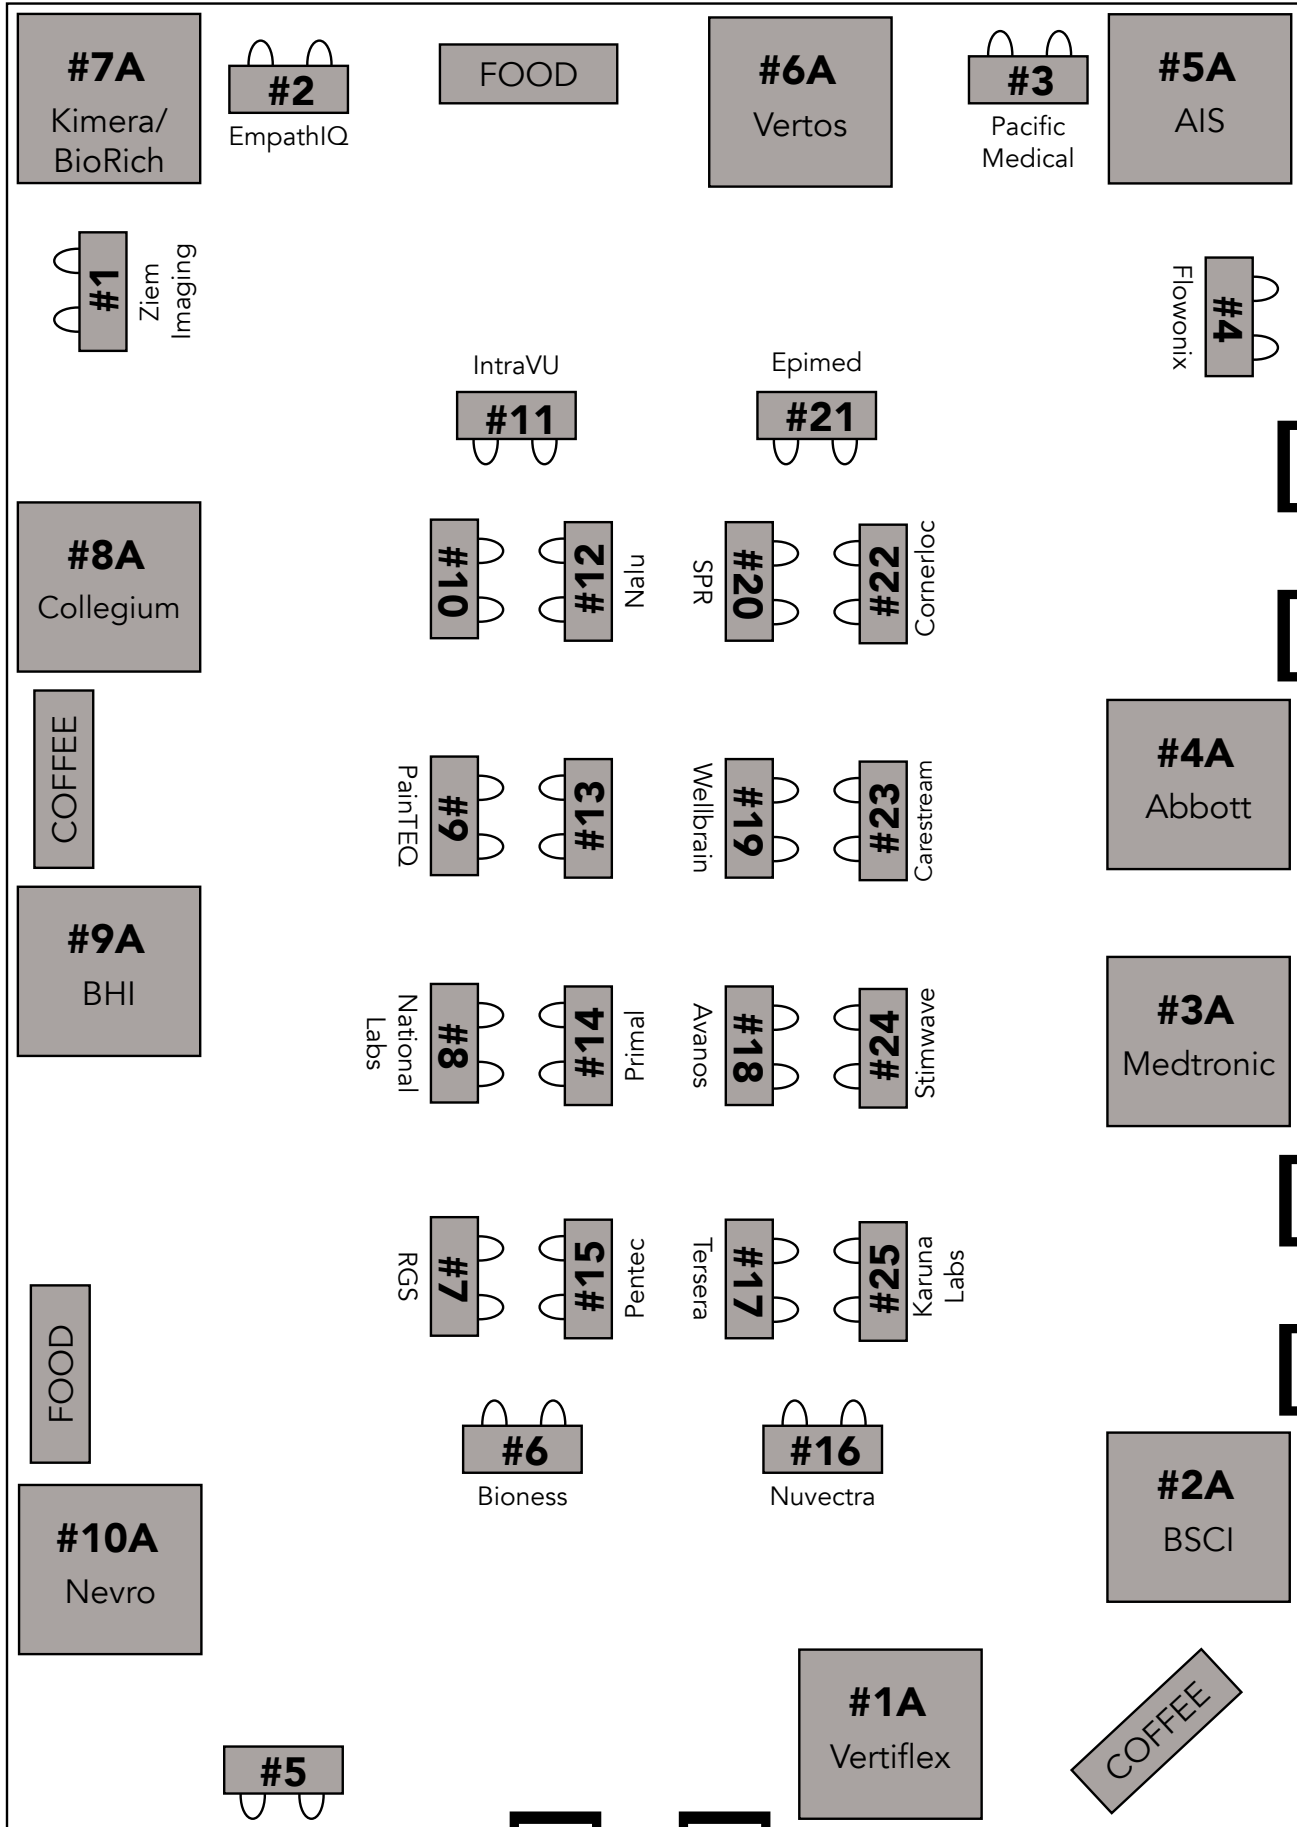 #7A
Kimera/
BioRich
#2
EmpathIQ
FOOD
#6A
Vertos
#3
Pacific
Medical
#5A
AIS
#1
Ziem
Imaging
#4
Flowonix
IntraVU
#11
Epimed
#21
#8A
Collegium
#10
#12
Nalu
SPR
#20
#22
Cornerloc
COFFEE
PainTEQ
#9
#13
Wellbrain
#19
#23
Carestream
#4A
Abbott
#9A
BHI
National
Labs
#8
#14
Primal
Avanos
#18
#24
Stimwave
#3A
Medtronic
RGS
#7
#15
Pentec
Tersera
#17
#25
Karuna
Labs
FOOD
#6
Bioness
#16
Nuvectra
#2A
BSCI
#10A
Nevro
#1A
Vertiflex
COFFEE
#5